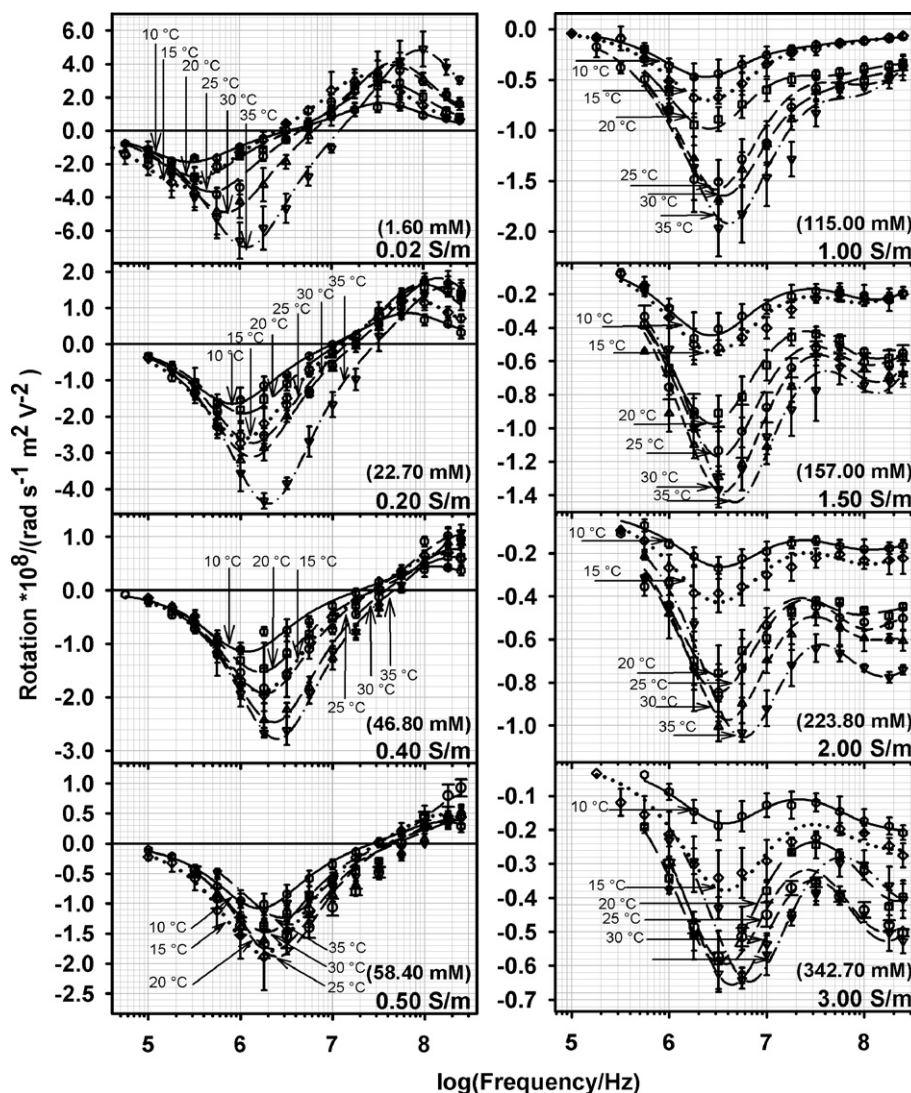 6.0
4.0
2.0
0.0
-2.0
-4.0
-6.0
10 °C
15 °C
20 °C
25 °C
30 °C
35 °C
(1.60 mM)
0.02 S/m
2.0
1.0
0.0
-1.0
-2.0
-3.0
-4.0
35 °C
30 °C
25 °C
20 °C
15 °C
10 °C
(22.70 mM)
0.20 S/m
1.0
0.0
-1.0
-2.0
-3.0
10 °C
20 °C
15 °C
35 °C
30 °C
25 °C
(46.80 mM)
0.40 S/m
1.0
0.5
0.0
-0.5
-1.0
-1.5
-2.0
-2.5
10 °C
15 °C
20 °C
35 °C
30 °C
25 °C
(58.40 mM)
0.50 S/m
5 6 7 8
0.0
-0.5
-1.0
-1.5
-2.0
10 °C
15 °C
20 °C
25 °C
30 °C
35 °C
(115.00 mM)
1.00 S/m
-0.2
-0.4
-0.6
-0.8
-1.0
-1.2
-1.4
10 °C
15 °C
20 °C
25 °C
30 °C
35 °C
(157.00 mM)
1.50 S/m
-0.2
-0.4
-0.6
-0.8
-1.0
10 °C
15 °C
20 °C
25 °C
30 °C
35 °C
(223.80 mM)
2.00 S/m
-0.1
-0.2
-0.3
-0.4
-0.5
-0.6
-0.7
10 °C
15 °C
20 °C
25 °C
30 °C
(342.70 mM)
3.00 S/m
5 6 7 8
Rotation *10⁸/(rad s⁻¹ m² V⁻²)
log(Frequency/Hz)